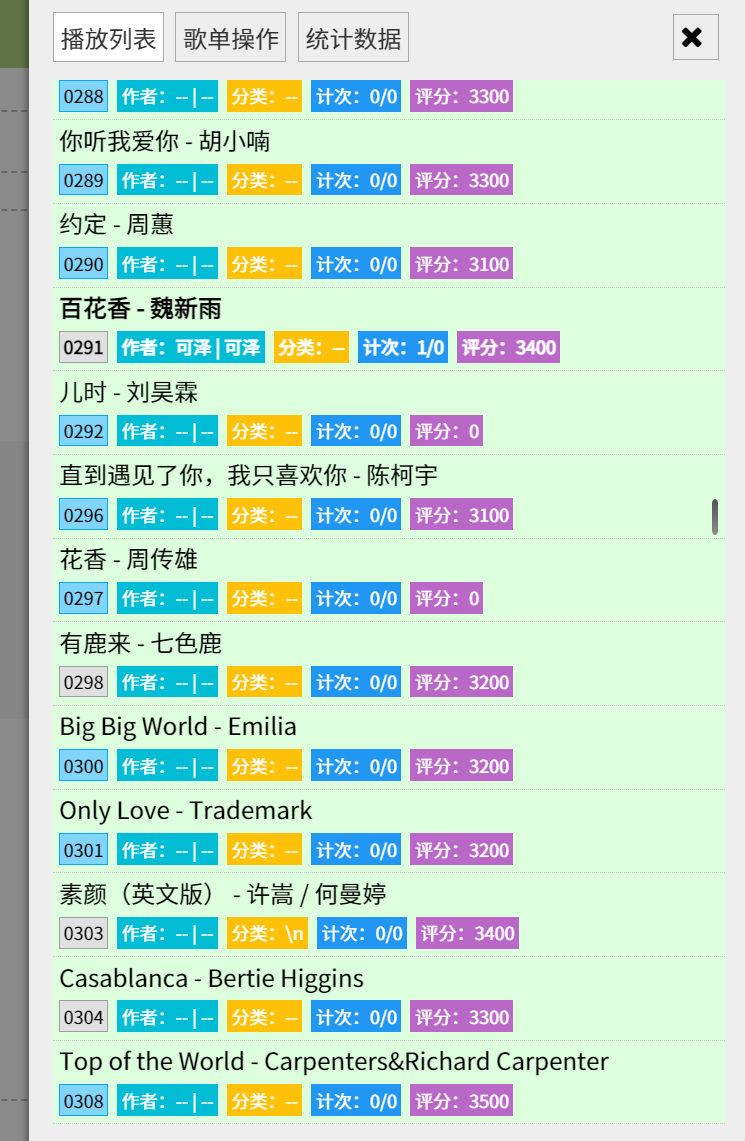 播放列表 歌单操作 统计数据 ✖
0288 作者：-- | -- 分类：-- 计次：0/0 评分：3300
你听我爱你 - 胡小喃
0289 作者：-- | -- 分类：-- 计次：0/0 评分：3300
约定 - 周蕙
0290 作者：-- | -- 分类：-- 计次：0/0 评分：3100
百花香 - 魏新雨
0291 作者：可泽 | 可泽 分类：-- 计次：1/0 评分：3400
儿时 - 刘昊霖
0292 作者：-- | -- 分类：-- 计次：0/0 评分：0
直到遇见了你，我只喜欢你 - 陈柯宇
0296 作者：-- | -- 分类：-- 计次：0/0 评分：3100
花香 - 周传雄
0297 作者：-- | -- 分类：-- 计次：0/0 评分：0
有鹿来 - 七色鹿
0298 作者：-- | -- 分类：-- 计次：0/0 评分：3200
Big Big World - Emilia
0300 作者：-- | -- 分类：-- 计次：0/0 评分：3200
Only Love - Trademark
0301 作者：-- | -- 分类：-- 计次：0/0 评分：3200
素颜（英文版） - 许嵩 / 何曼婷
0303 作者：-- | -- 分类：\n 计次：0/0 评分：3400
Casablanca - Bertie Higgins
0304 作者：-- | -- 分类：-- 计次：0/0 评分：3300
Top of the World - Carpenters&Richard Carpenter
0308 作者：-- | -- 分类：-- 计次：0/0 评分：3500